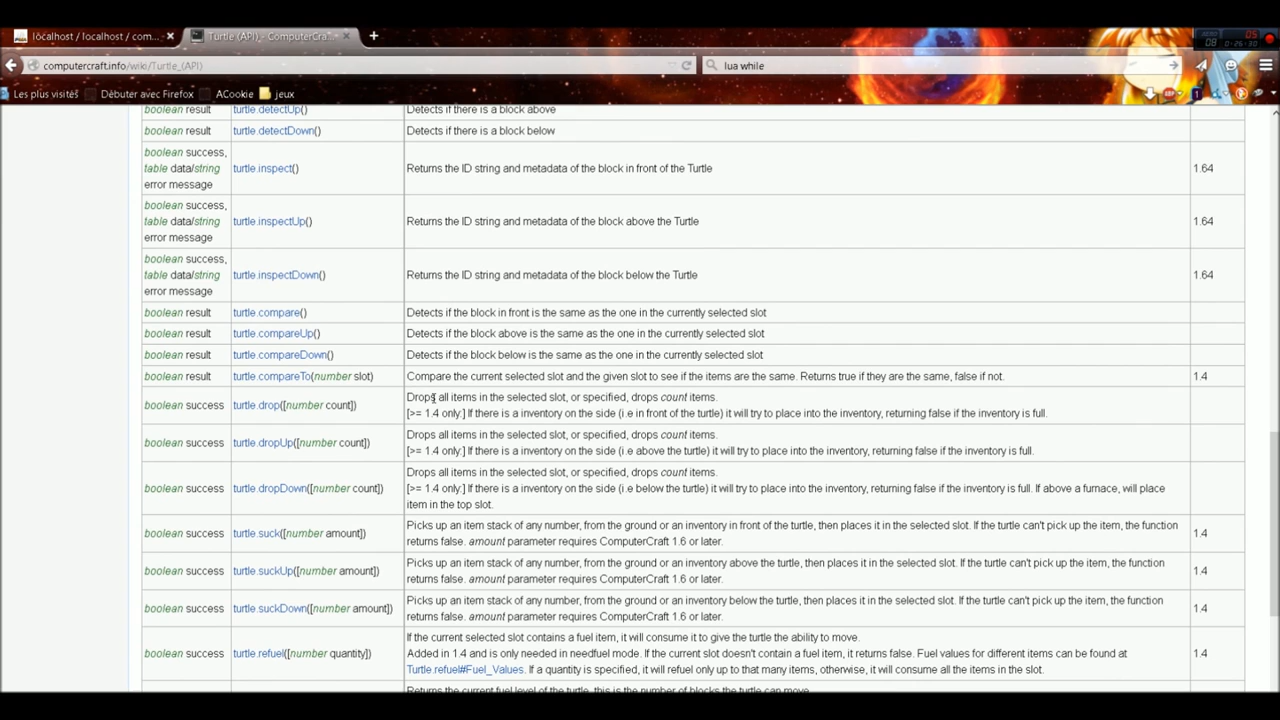 localhost / localhost / com...
Turtle (API) - ComputerCra...
computercraft.info/wiki/Turtle_(API)
lua while
Les plus visités
Débuter avec Firefox
ACookie
jeux
boolean result turtle.detectUp() Detects if there is a block above
boolean result turtle.detectDown() Detects if there is a block below
boolean success,
table data/string
error message
turtle.inspect() Returns the ID string and metadata of the block in front of the Turtle 1.64
boolean success,
table data/string
error message
turtle.inspectUp() Returns the ID string and metadata of the block above the Turtle 1.64
boolean success,
table data/string
error message
turtle.inspectDown() Returns the ID string and metadata of the block below the Turtle 1.64
boolean result turtle.compare() Detects if the block in front is the same as the one in the currently selected slot
boolean result turtle.compareUp() Detects if the block above is the same as the one in the currently selected slot
boolean result turtle.compareDown() Detects if the block below is the same as the one in the currently selected slot
boolean result turtle.compareTo(number slot) Compare the current selected slot and the given slot to see if the items are the same. Returns true if they are the same, false if not. 1.4
boolean success turtle.drop([number count]) Drops all items in the selected slot, or specified, drops count items.
[>= 1.4 only:] If there is a inventory on the side (i.e in front of the turtle) it will try to place into the inventory, returning false if the inventory is full.
boolean success turtle.dropUp([number count]) Drops all items in the selected slot, or specified, drops count items.
[>= 1.4 only:] If there is a inventory on the side (i.e above the turtle) it will try to place into the inventory, returning false if the inventory is full.
boolean success turtle.dropDown([number count]) Drops all items in the selected slot, or specified, drops count items.
[>= 1.4 only:] If there is a inventory on the side (i.e below the turtle) it will try to place into the inventory, returning false if the inventory is full. If above a furnace, will place
item in the top slot.
boolean success turtle.suck([number amount]) Picks up an item stack of any number, from the ground or an inventory in front of the turtle, then places it in the selected slot. If the turtle can't pick up the item, the function
returns false. amount parameter requires ComputerCraft 1.6 or later. 1.4
boolean success turtle.suckUp([number amount]) Picks up an item stack of any number, from the ground or an inventory above the turtle, then places it in the selected slot. If the turtle can't pick up the item, the function
returns false. amount parameter requires ComputerCraft 1.6 or later. 1.4
boolean success turtle.suckDown([number amount]) Picks up an item stack of any number, from the ground or an inventory below the turtle, then places it in the selected slot. If the turtle can't pick up the item, the function
returns false. amount parameter requires ComputerCraft 1.6 or later. 1.4
boolean success turtle.refuel([number quantity]) If the current selected slot contains a fuel item, it will consume it to give the turtle the ability to move.
Added in 1.4 and is only needed in needfuel mode. If the current slot doesn't contain a fuel item, it returns false. Fuel values for different items can be found at
Turtle.refuel#Fuel_Values. If a quantity is specified, it will refuel only up to that many items, otherwise, it will consume all the items in the slot. 1.4
Returns the current fuel level of the turtle, this is the number of blocks the turtle can move.